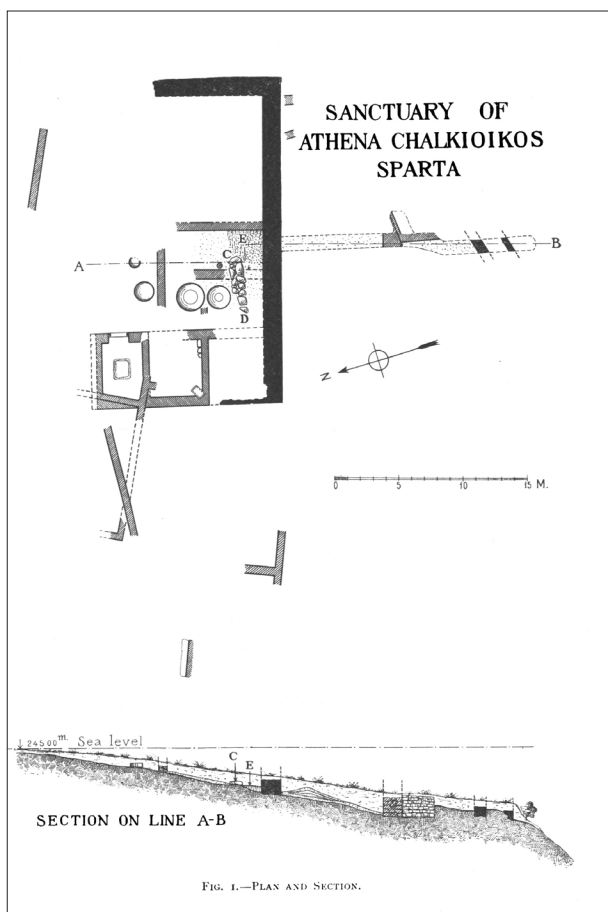 SANCTUARY OF
ATHENA CHALKIOIKOS
SPARTA
E
B
C
A
D
N
0 5 10 15 M.
245·00 m. Sea level
C
E
SECTION ON LINE A-B
FIG. 1.—PLAN AND SECTION.